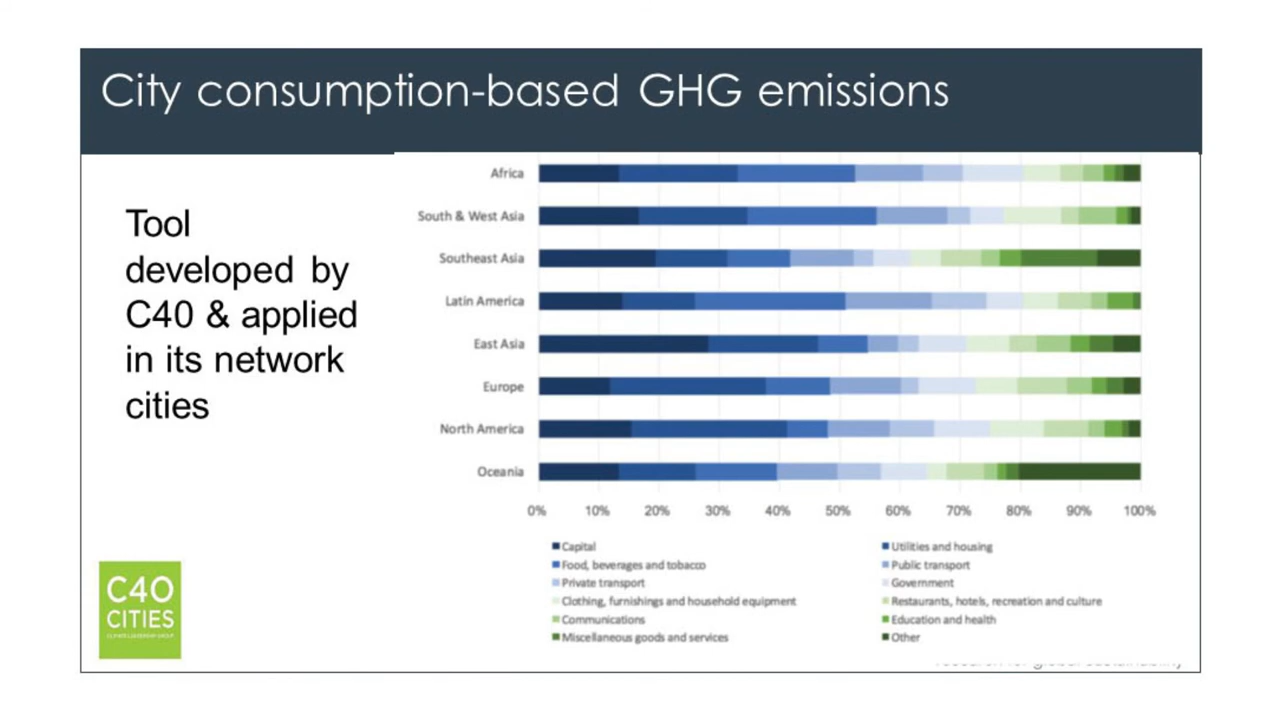 City consumption-based GHG emissions
Tool
developed by
C40 & applied
in its network
cities
Africa
South & West Asia
Southeast Asia
Latin America
East Asia
Europe
North America
Oceania
0% 10% 20% 30% 40% 50% 60% 70% 80% 90% 100%
Capital
Utilities and housing
Food, beverages and tobacco
Public transport
Private transport
Government
Clothing, furnishings and household equipment
Restaurants, hotels, recreation and culture
Communications
Education and health
Miscellaneous goods and services
Other
C40
CITIES